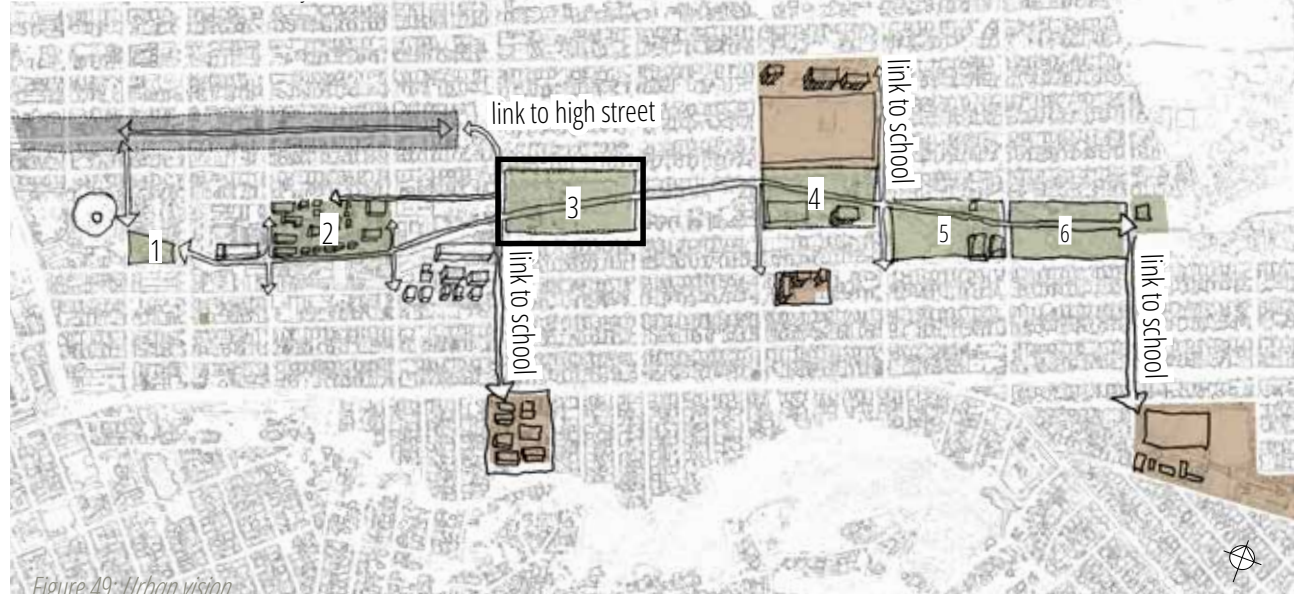 link to high street
link to school
1
2
3
4
5
6
link to school
link to school
Figure 49: Urban vision